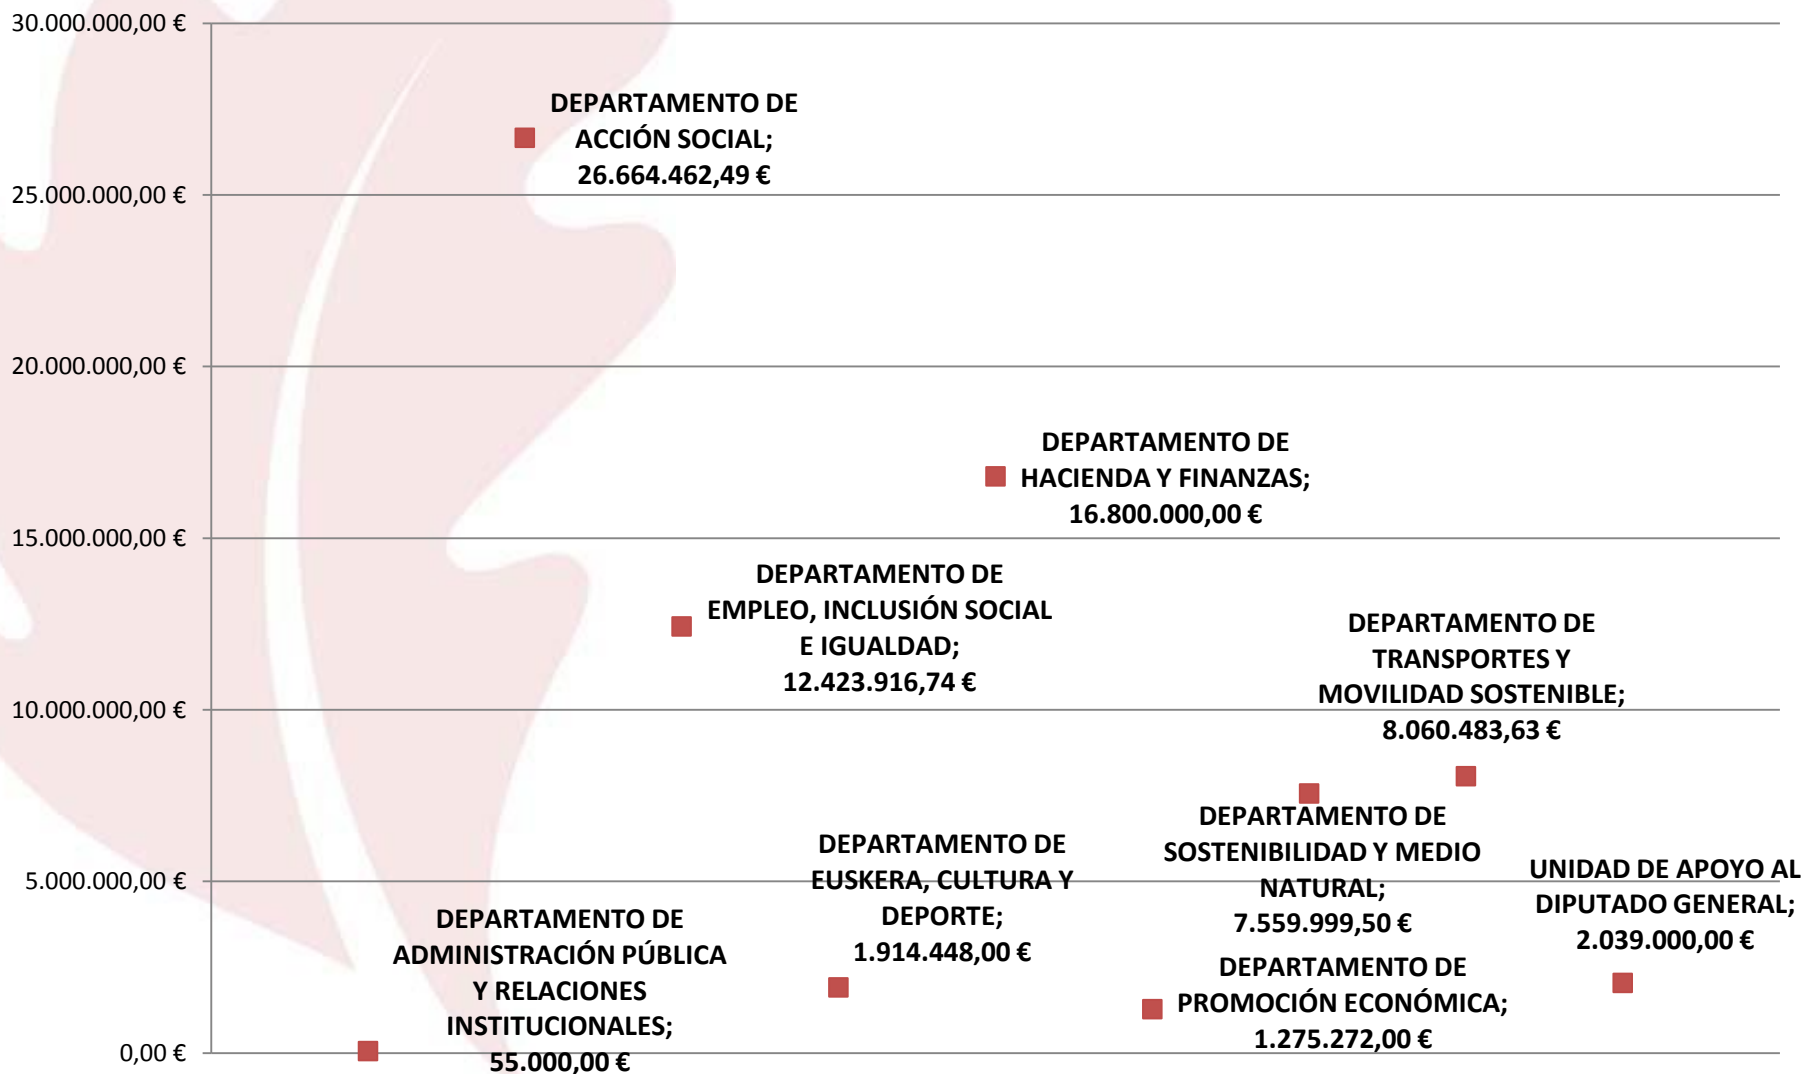 30.000.000,00 €
25.000.000,00 €
20.000.000,00 €
15.000.000,00 €
10.000.000,00 €
5.000.000,00 €
0,00 €
DEPARTAMENTO DE
ADMINISTRACIÓN PÚBLICA
Y RELACIONES
INSTITUCIONALES;
55.000,00 €
DEPARTAMENTO DE
ACCIÓN SOCIAL;
26.664.462,49 €
DEPARTAMENTO DE
EMPLEO, INCLUSIÓN SOCIAL
E IGUALDAD;
12.423.916,74 €
DEPARTAMENTO DE
EUSKERA, CULTURA Y
DEPORTE;
1.914.448,00 €
DEPARTAMENTO DE
HACIENDA Y FINANZAS;
16.800.000,00 €
DEPARTAMENTO DE
PROMOCIÓN ECONÓMICA;
1.275.272,00 €
DEPARTAMENTO DE
SOSTENIBILIDAD Y MEDIO
NATURAL;
7.559.999,50 €
DEPARTAMENTO DE
TRANSPORTES Y
MOVILIDAD SOSTENIBLE;
8.060.483,63 €
UNIDAD DE APOYO AL
DIPUTADO GENERAL;
2.039.000,00 €